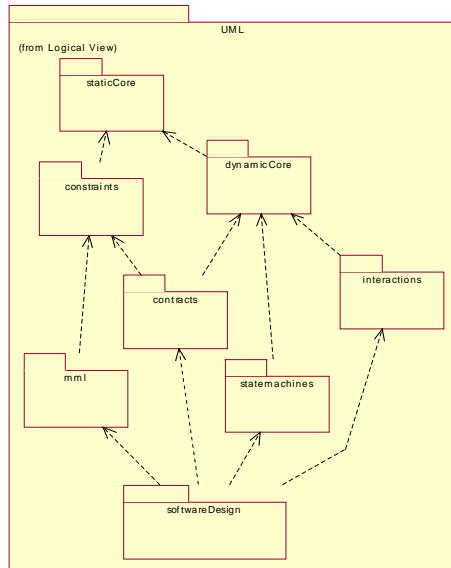 UML
(from Logical View)
staticCore
dynamicCore
constraints
interactions
contracts
mml
statemachines
softwareDesign